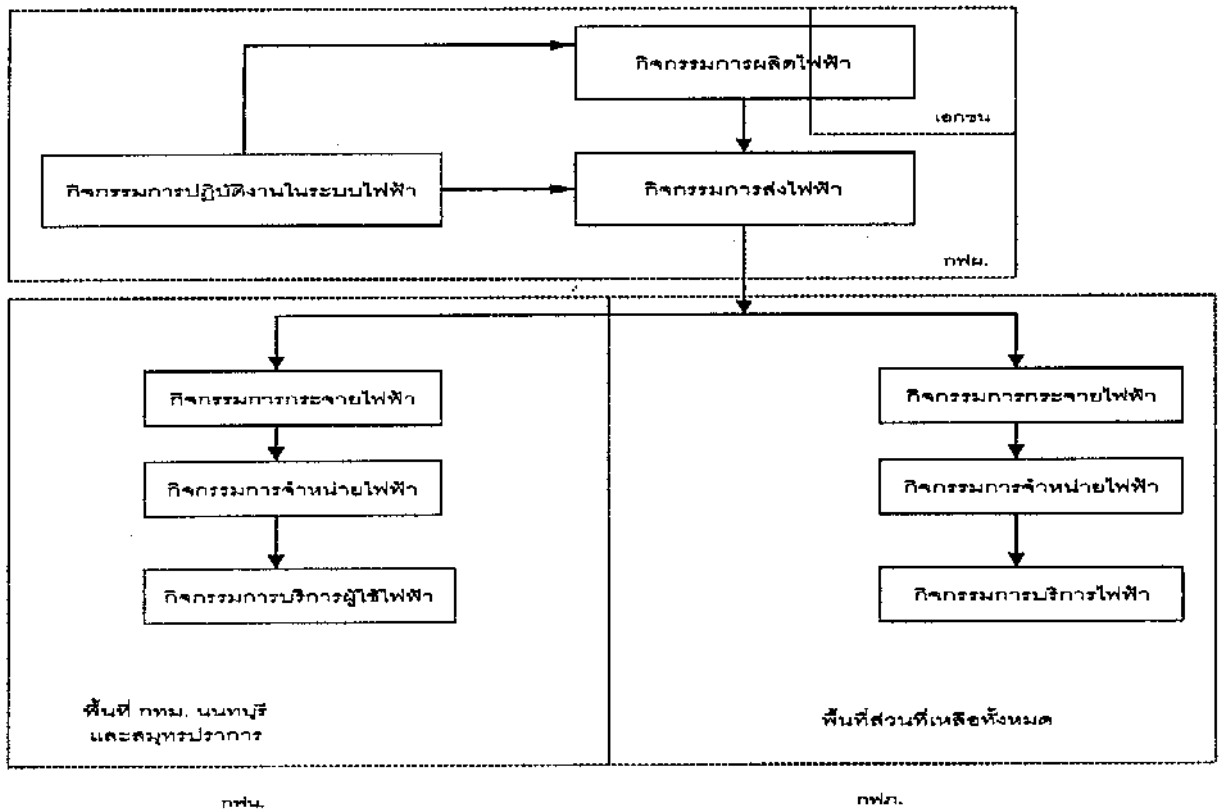 กิจกรรมการผลิตไฟฟ้า
เอกชน
กิจกรรมการปฏิบัติงานในระบบไฟฟ้า
กิจกรรมการส่งไฟฟ้า
กฟผ.
กิจกรรมการกระจายไฟฟ้า
กิจกรรมการจำหน่ายไฟฟ้า
กิจกรรมการบริการผู้ใช้ไฟฟ้า
พื้นที่ กทม. นนทบุรี
และสมุทรปราการ
กฟน.
กิจกรรมการกระจายไฟฟ้า
กิจกรรมการจำหน่ายไฟฟ้า
กิจกรรมการบริการไฟฟ้า
พื้นที่ส่วนที่เหลือทั้งหมด
กฟภ.